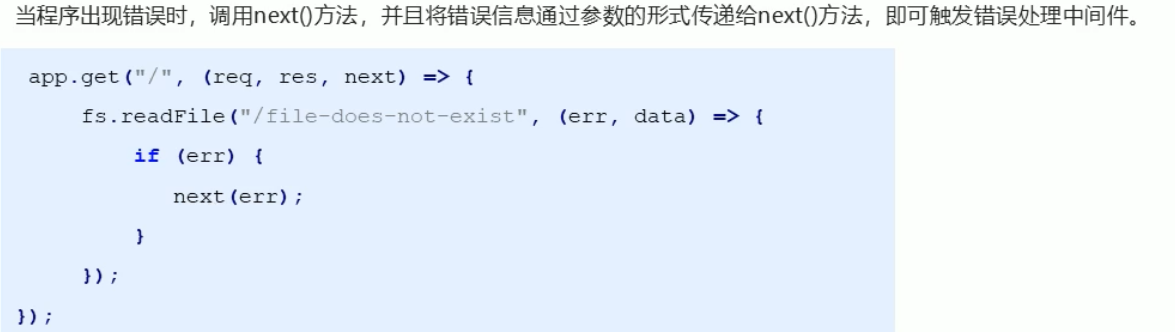 当程序出现错误时，调用next()方法，并且将错误信息通过参数的形式传递给next()方法，即可触发错误处理中间件。
app.get("/", (req, res, next) => {
    fs.readFile("/file-does-not-exist", (err, data) => {
        if (err) {
           next(err);
        }
    });
});